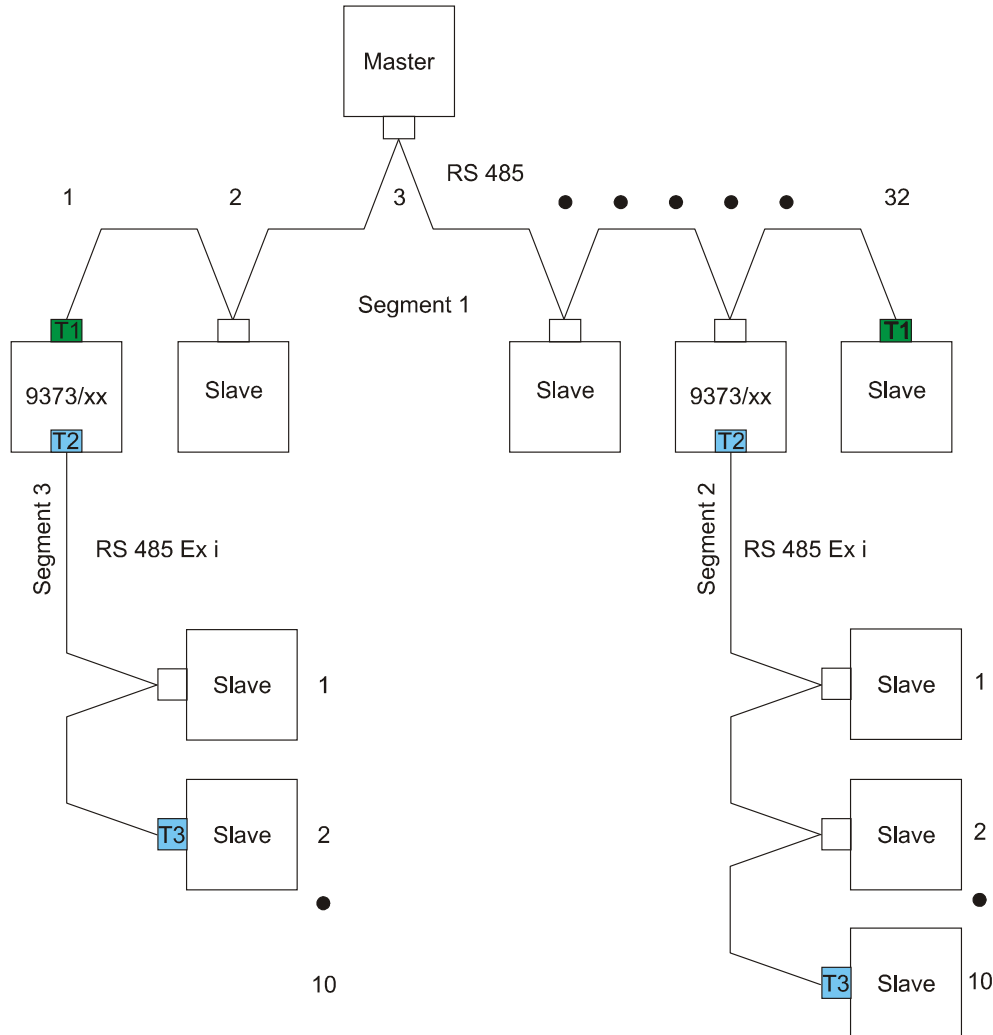 Master
RS 485
1
2
3
32
Segment 1
T1
T1
9373/xx
Slave
Slave
9373/xx
Slave
T2
T2
Segment 3
RS 485 Ex i
Segment 2
RS 485 Ex i
Slave
1
Slave
1
T3
Slave
2
Slave
2
10
T3
Slave
10